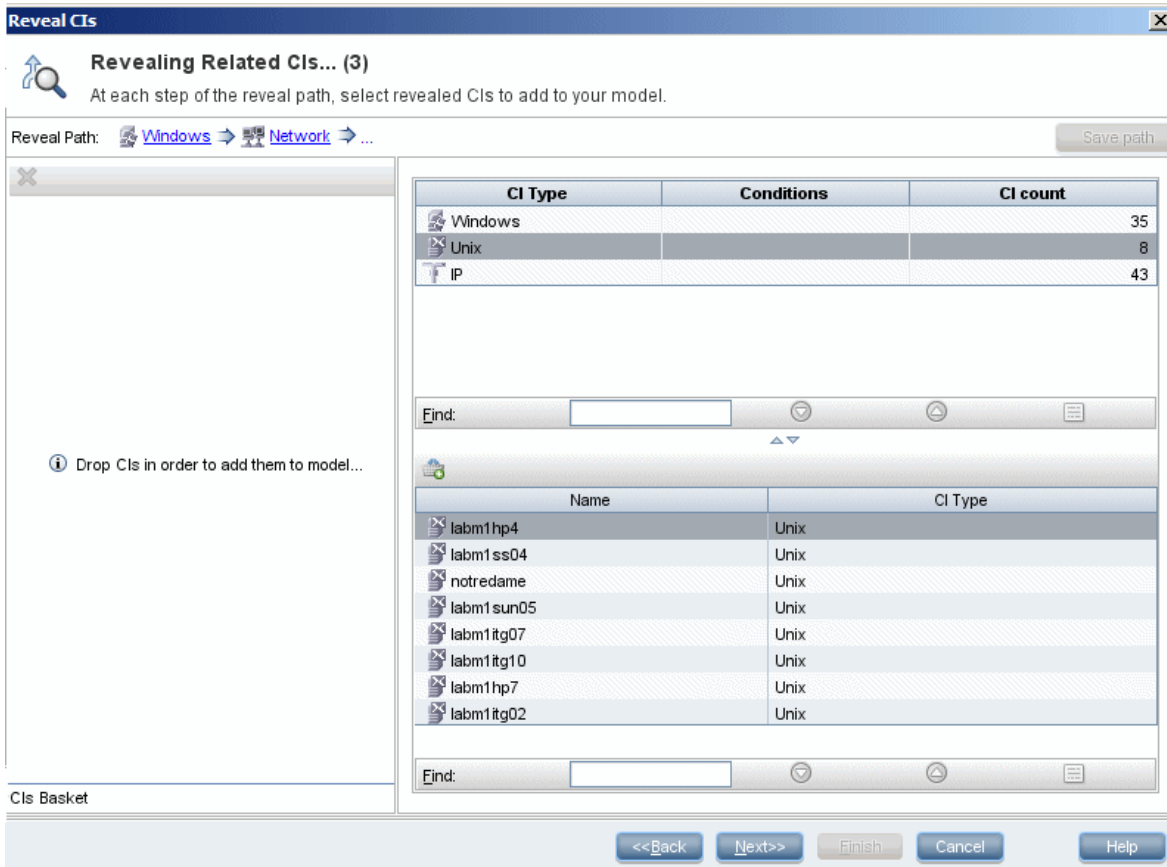 Reveal CIs
Revealing Related CIs... (3)
At each step of the reveal path, select revealed CIs to add to your model.
Reveal Path: Windows Network ... Save path
CI Type Conditions CI count
Windows 35
Unix 8
IP 43
Find:
Drop CIs in order to add them to model...
Name CI Type
labm1hp4 Unix
labm1ss04 Unix
notredame Unix
labm1sun05 Unix
labm1itg07 Unix
labm1itg10 Unix
labm1hp7 Unix
labm1itg02 Unix
Find:
CIs Basket
<<Back Next>> Finish Cancel Help